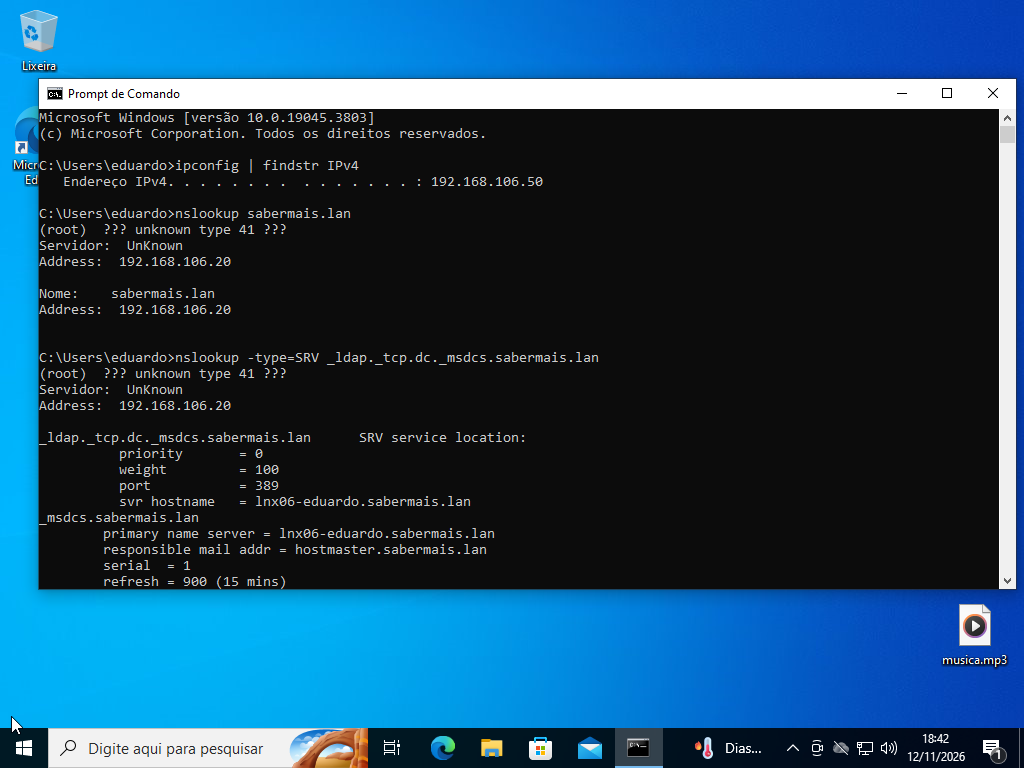 Lixeira
Prompt de Comando
Microsoft Windows [versão 10.0.19045.3803]
(c) Microsoft Corporation. Todos os direitos reservados.
Micr
Ed
C:\Users\eduardo>ipconfig | findstr IPv4
   Endereço IPv4. . . . . . . . . . . . . . . : 192.168.106.50
C:\Users\eduardo>nslookup sabermais.lan
(root)  ??? unknown type 41 ???
Servidor:  UnKnown
Address:  192.168.106.20
Nome:    sabermais.lan
Address:  192.168.106.20
C:\Users\eduardo>nslookup -type=SRV _ldap._tcp.dc._msdcs.sabermais.lan
(root)  ??? unknown type 41 ???
Servidor:  UnKnown
Address:  192.168.106.20
_ldap._tcp.dc._msdcs.sabermais.lan      SRV service location:
          priority       = 0
          weight         = 100
          port           = 389
          svr hostname   = lnx06-eduardo.sabermais.lan
_msdcs.sabermais.lan
        primary name server = lnx06-eduardo.sabermais.lan
        responsible mail addr = hostmaster.sabermais.lan
        serial  = 1
        refresh = 900 (15 mins)
musica.mp3
Digite aqui para pesquisar
Dias...
18:42
12/11/2026
1